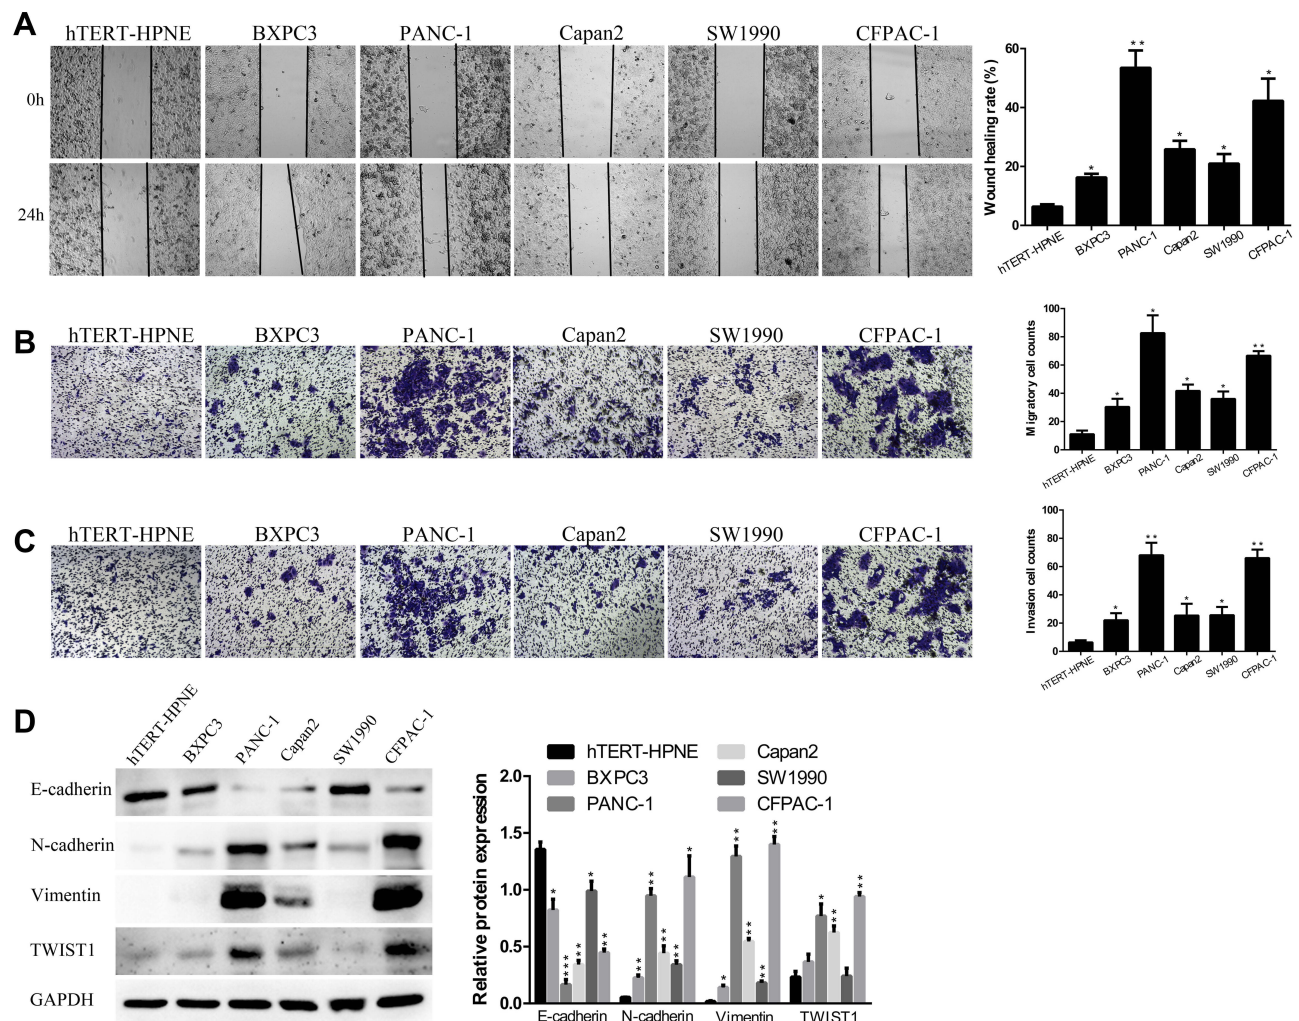 A
hTERT-HPNE BXPC3 PANC-1 Capan2 SW1990 CFPAC-1
0h
24h
Wound healing rate (%)
60
40
20
0
hTERT-HPNE BXPC3 PANC-1 Capan2 SW1990 CFPAC-1
* ** * * *
B
hTERT-HPNE BXPC3 PANC-1 Capan2 SW1990 CFPAC-1
Migratory cell counts
100
80
60
40
20
0
hTERT-HPNE BXPC3 PANC-1 Capan2 SW1990 CFPAC-1
* * * * **
C
hTERT-HPNE BXPC3 PANC-1 Capan2 SW1990 CFPAC-1
Invasion cell counts
100
80
60
40
20
0
hTERT-HPNE BXPC3 PANC-1 Capan2 SW1990 CFPAC-1
* ** * * **
D
hTERT-HPNE BXPC3 PANC-1 Capan2 SW1990 CFPAC-1
E-cadherin
N-cadherin
Vimentin
TWIST1
GAPDH
hTERT-HPNE Capan2
BXPC3 SW1990
PANC-1 CFPAC-1
Relative protein expression
2.0
1.5
1.0
0.5
0.0
* *** ** * **
** ** ** ** *
* ** ** ** **
* ** **
E-cadherin N-cadherin Vimentin TWIST1